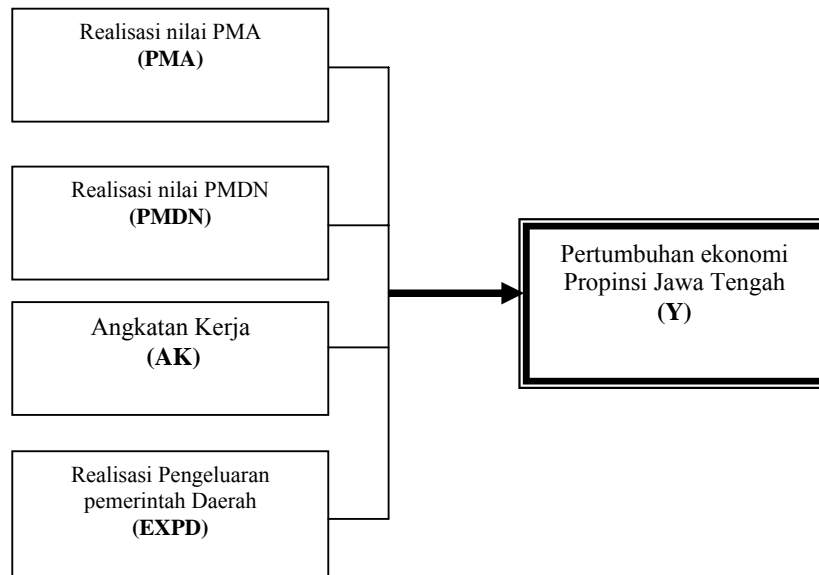 Realisasi nilai PMA
(PMA)
Realisasi nilai PMDN
(PMDN)
Angkatan Kerja
(AK)
Realisasi Pengeluaran
pemerintah Daerah
(EXPD)
Pertumbuhan ekonomi
Propinsi Jawa Tengah
(Y)